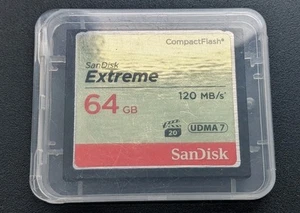 CompactFlash®
SanDisk
Extreme
64 GB
120 MB/s*
20
UDMA 7
SanDisk